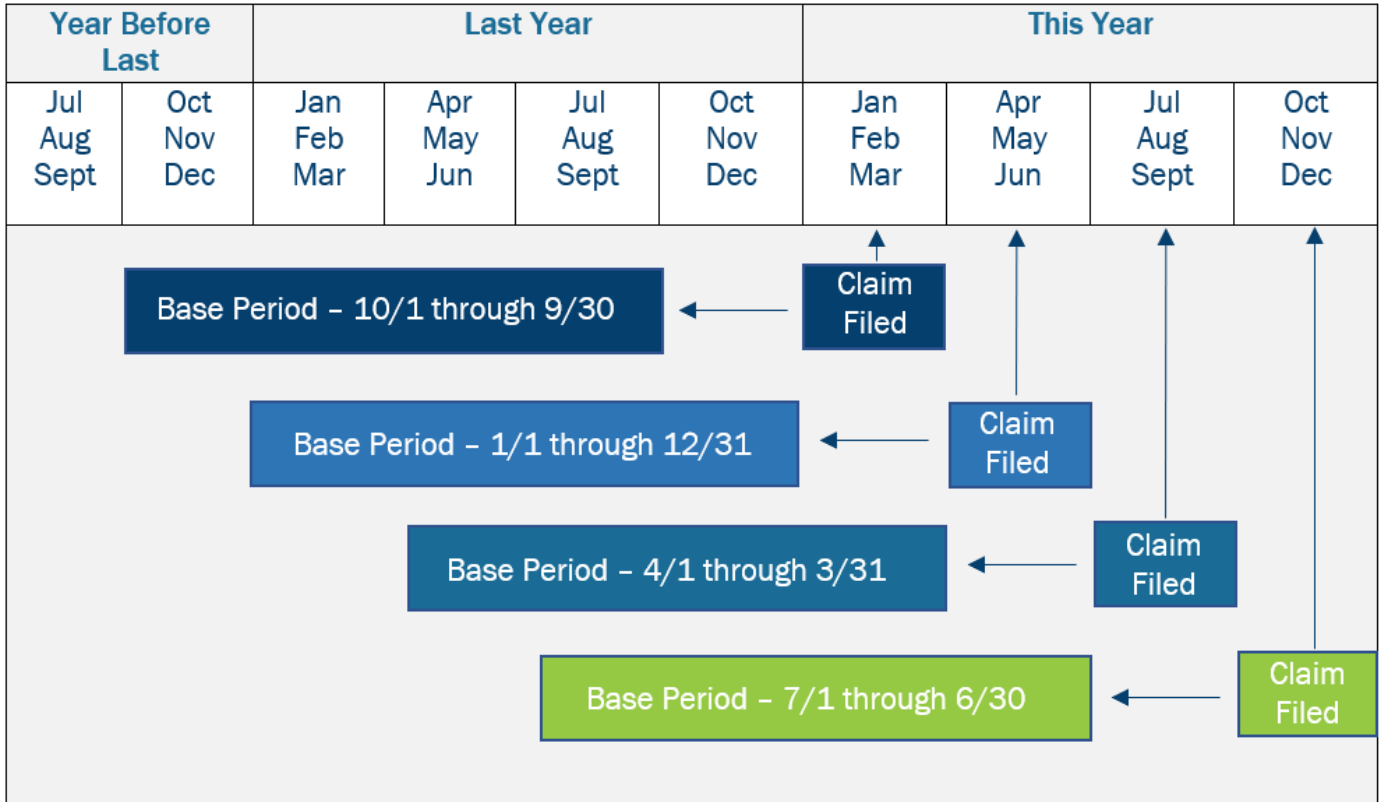 Year Before
Last
Last Year
This Year
Jul
Aug
Sept
Oct
Nov
Dec
Jan
Feb
Mar
Apr
May
Jun
Jul
Aug
Sept
Oct
Nov
Dec
Jan
Feb
Mar
Apr
May
Jun
Jul
Aug
Sept
Oct
Nov
Dec
Base Period – 10/1 through 9/30
Claim
Filed
Base Period – 1/1 through 12/31
Claim
Filed
Base Period – 4/1 through 3/31
Claim
Filed
Base Period – 7/1 through 6/30
Claim
Filed